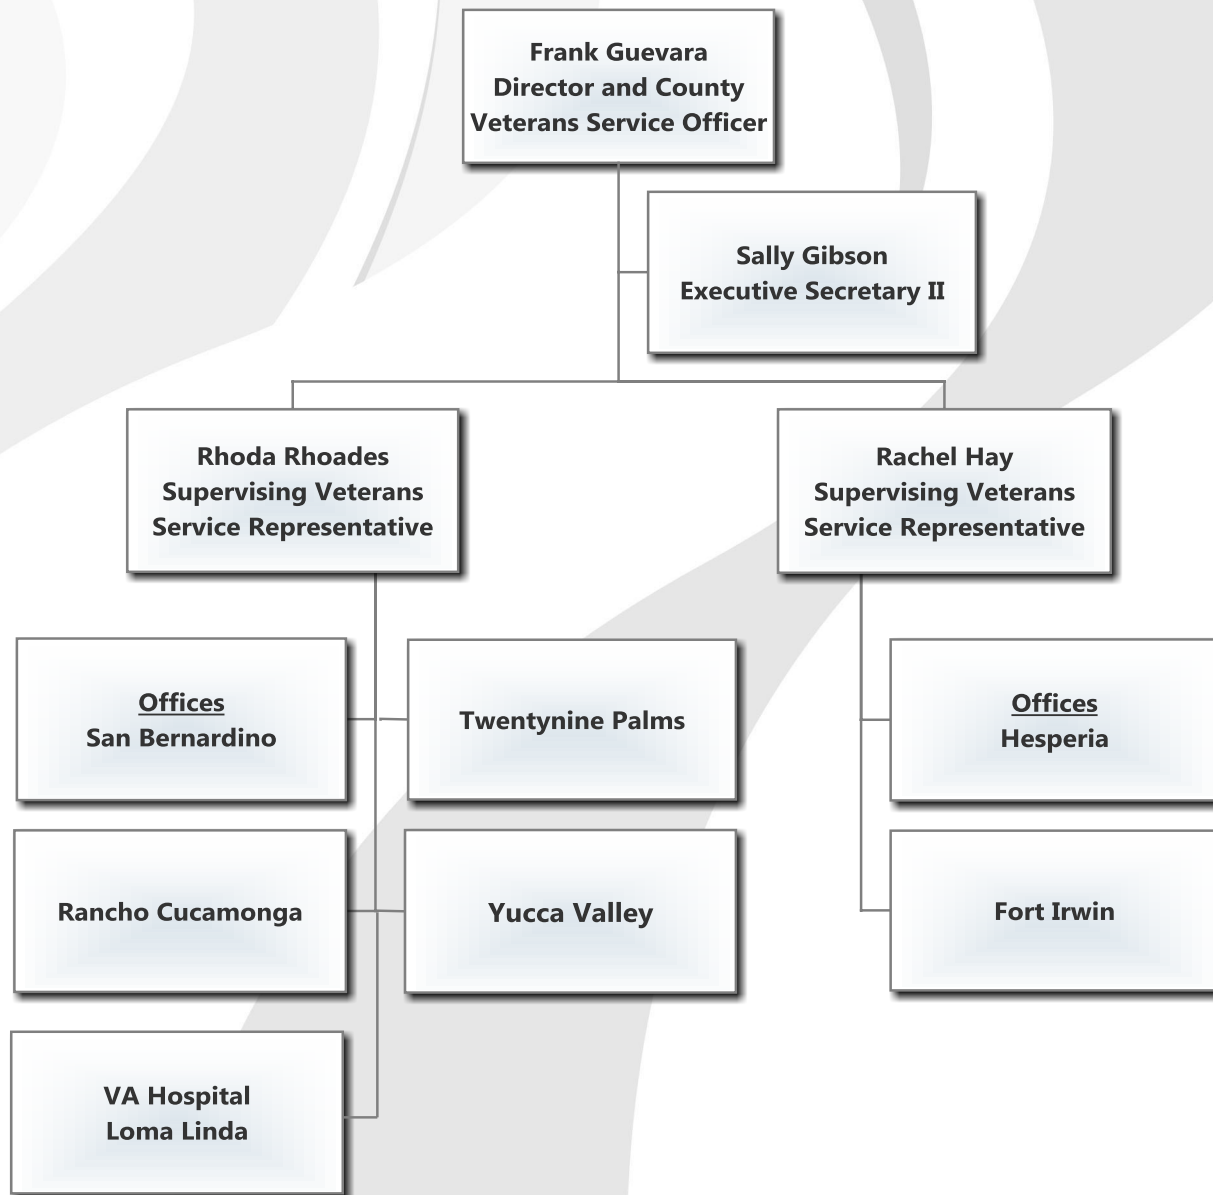 Frank Guevara
Director and County
Veterans Service Officer
Sally Gibson
Executive Secretary II
Rhoda Rhoades
Supervising Veterans
Service Representative
Rachel Hay
Supervising Veterans
Service Representative
Offices
San Bernardino
Twentynine Palms
Offices
Hesperia
Rancho Cucamonga
Yucca Valley
Fort Irwin
VA Hospital
Loma Linda